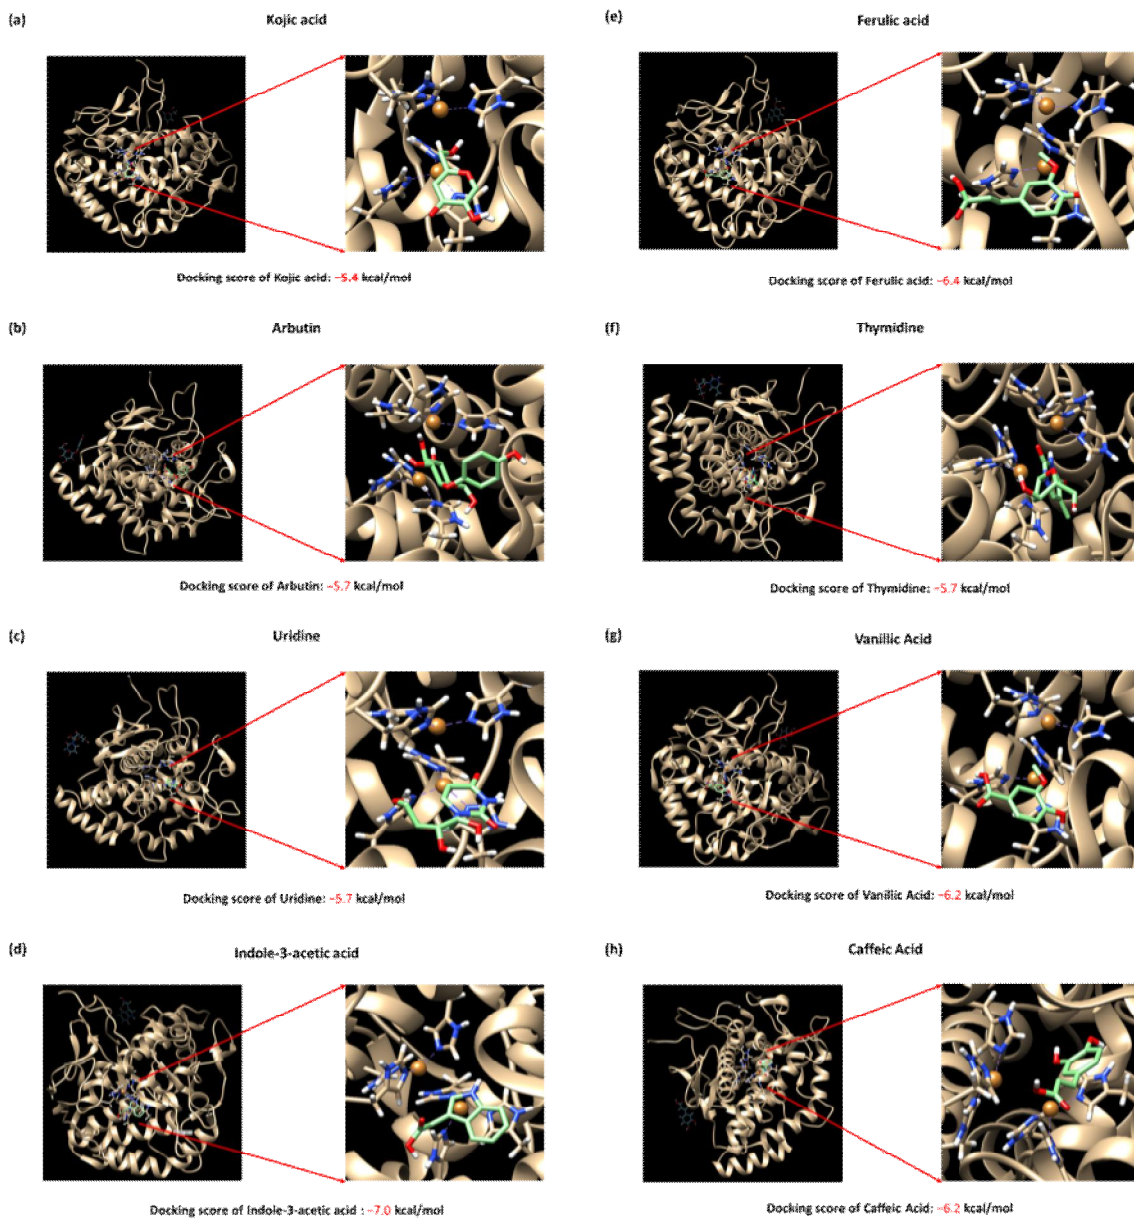 (a)
Kojic acid
Docking score of Kojic acid: −5.4 kcal/mol
(b)
Arbutin
Docking score of Arbutin: −5.7 kcal/mol
(c)
Uridine
Docking score of Uridine: −5.7 kcal/mol
(d)
Indole-3-acetic acid
Docking score of Indole-3-acetic acid : −7.0 kcal/mol
(e)
Ferulic acid
Docking score of Ferulic acid: −6.4 kcal/mol
(f)
Thymidine
Docking score of Thymidine: −5.7 kcal/mol
(g)
Vanillic Acid
Docking score of Vanillic Acid: −6.2 kcal/mol
(h)
Caffeic Acid
Docking score of Caffeic Acid: −6.2 kcal/mol